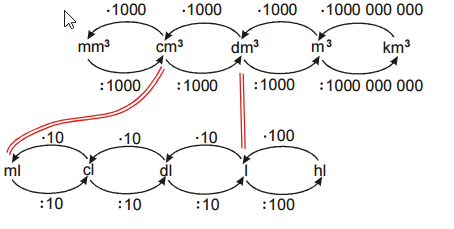 ·1000 ·1000 ·1000 ·1000 000 000
mm³ cm³ dm³ m³ km³
:1000 :1000 :1000 :1000 000 000
·10 ·10 ·10 ·100
ml cl dl l hl
:10 :10 :10 :100